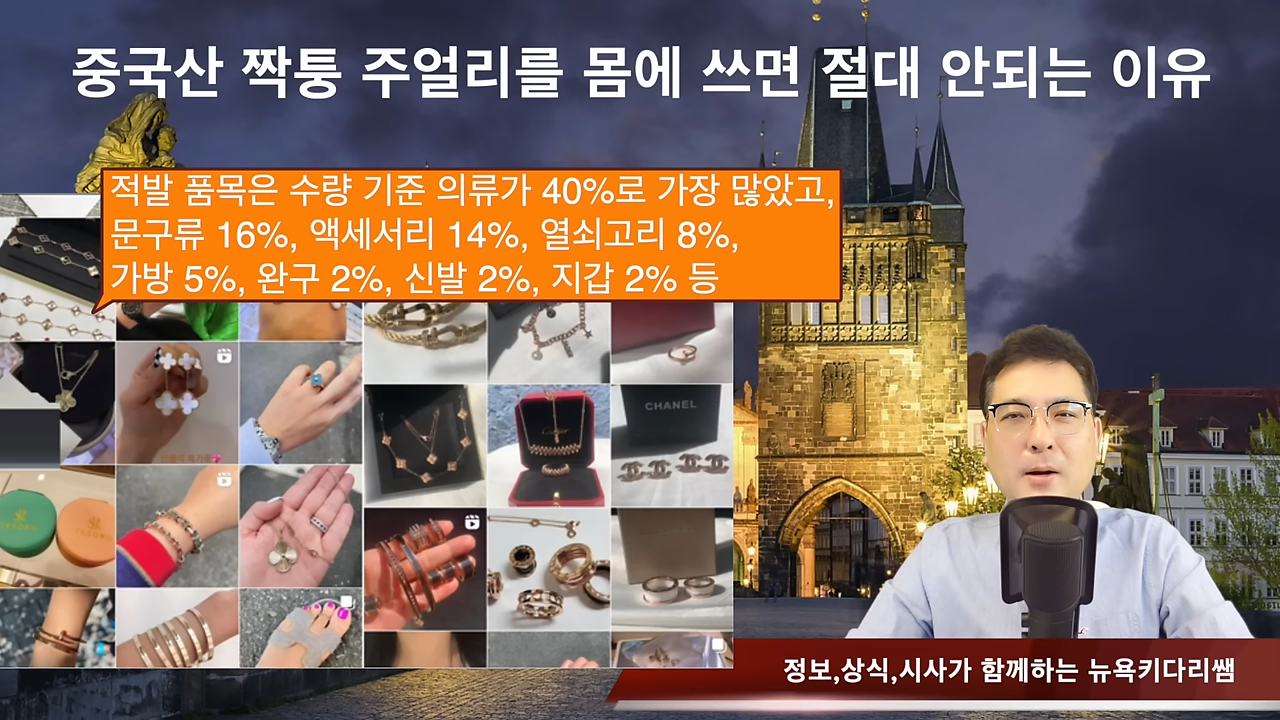 중국산 짝퉁 주얼리를 몸에 쓰면 절대 안되는 이유
적발 품목은 수량 기준 의류가 40%로 가장 많았고,
문구류 16%, 액세서리 14%, 열쇠고리 8%,
가방 5%, 완구 2%, 신발 2%, 지갑 2% 등
CHANEL
Cartier
정보,상식,시사가 함께하는 뉴욕키다리쌤